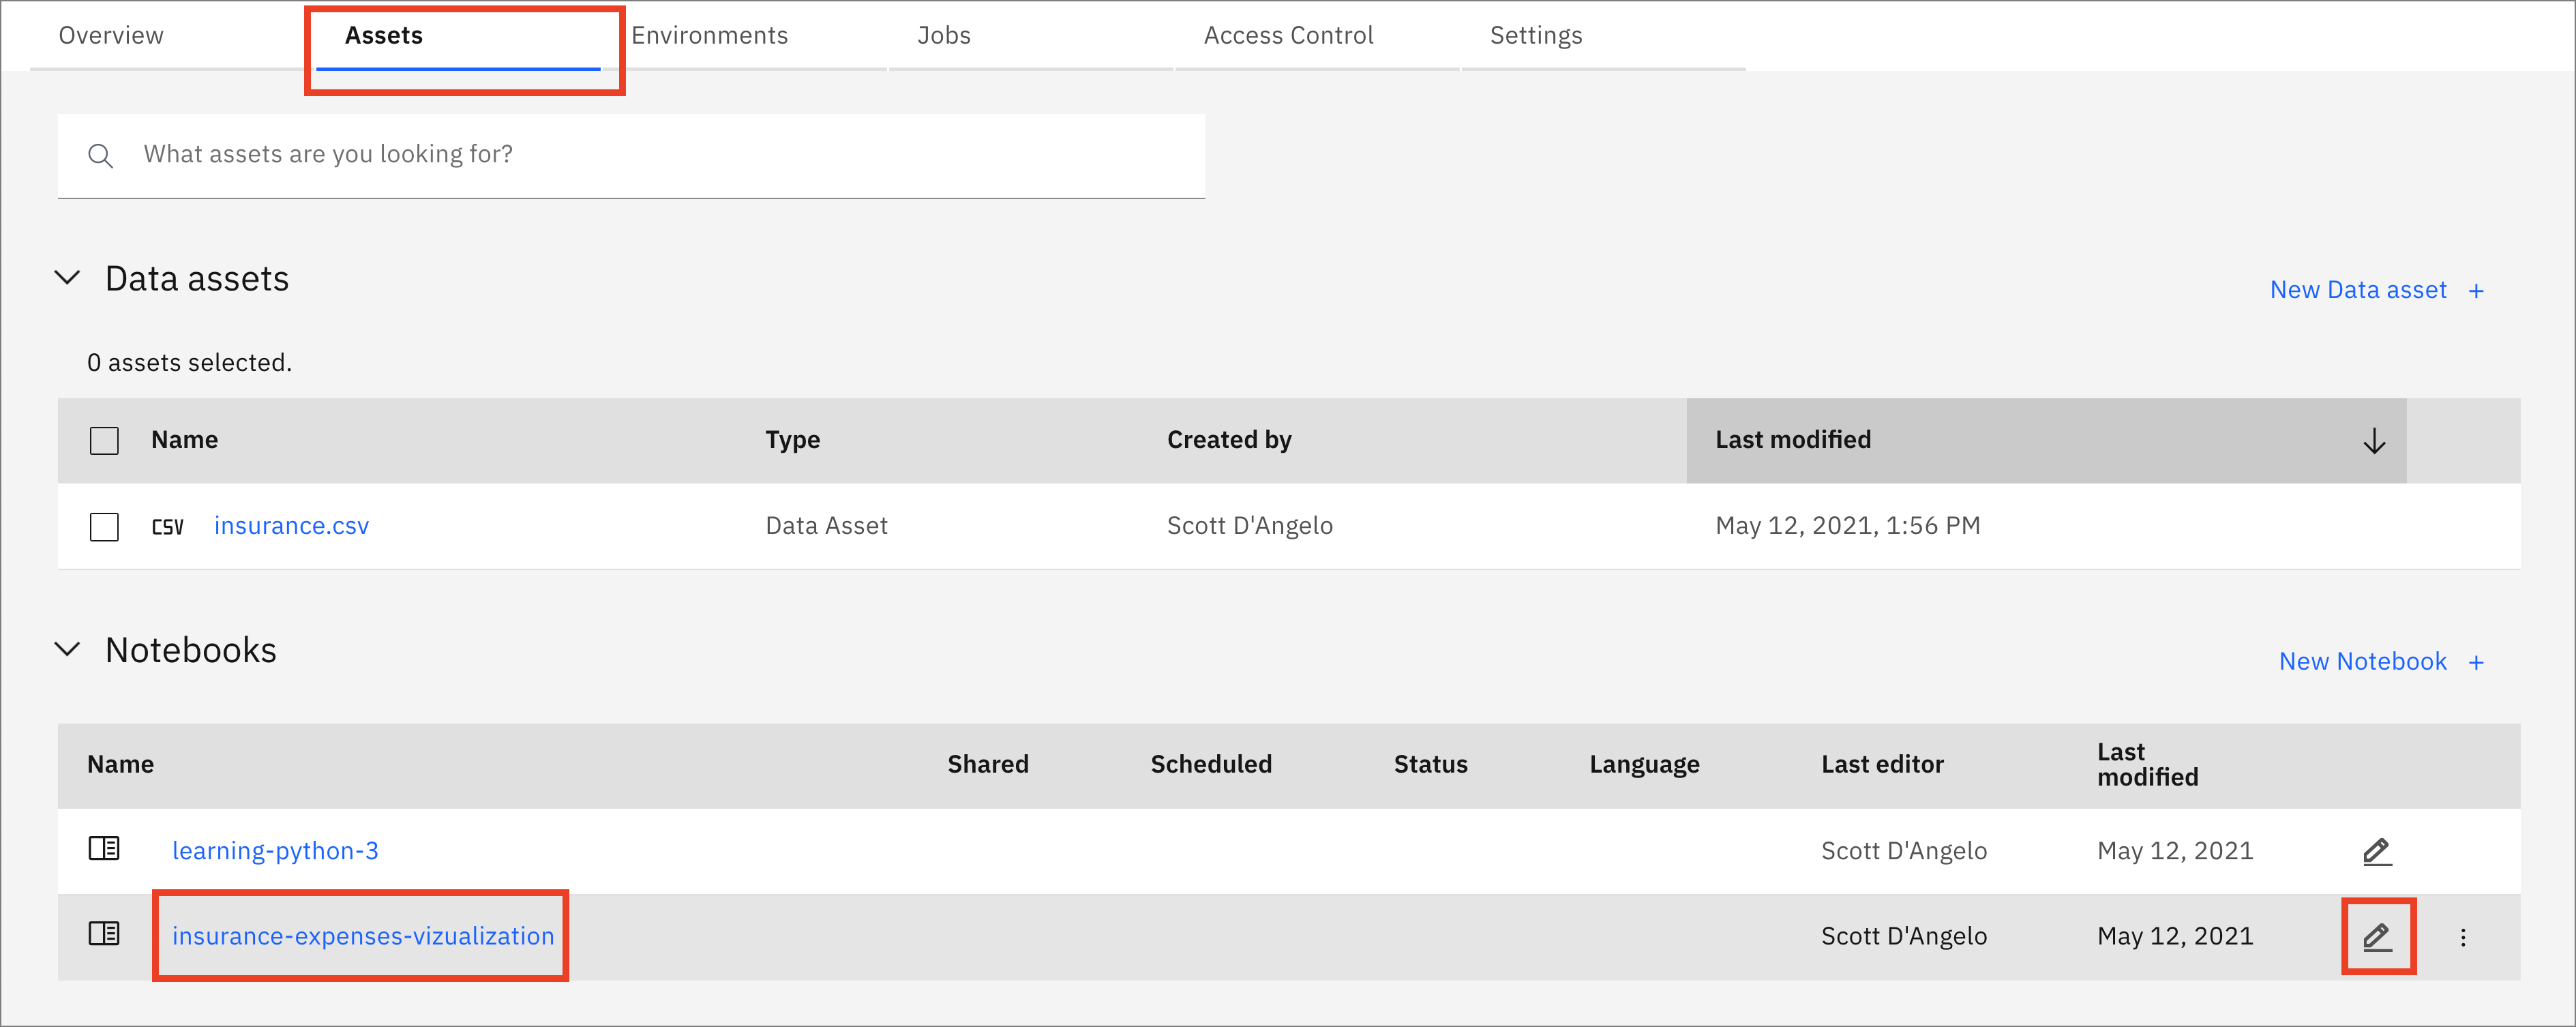 Overview Assets Environments Jobs Access Control Settings
What assets are you looking for?
Data assets
New Data asset +
0 assets selected.
Name Type Created by Last modified
CSV insurance.csv Data Asset Scott D'Angelo May 12, 2021, 1:56 PM
Notebooks
New Notebook +
Name Shared Scheduled Status Language Last editor Last modified
learning-python-3 Scott D'Angelo May 12, 2021
insurance-expenses-vizualization Scott D'Angelo May 12, 2021